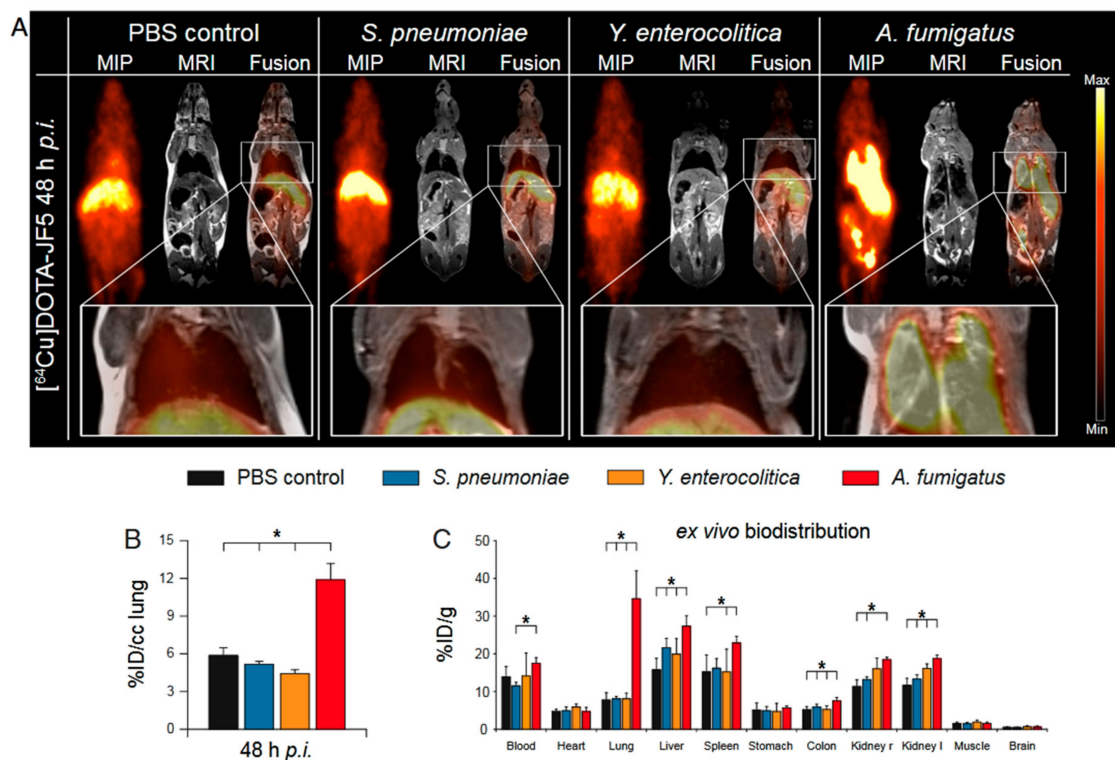 A
PBS control S. pneumoniae Y. enterocolitica A. fumigatus
MIP MRI Fusion MIP MRI Fusion MIP MRI Fusion MIP MRI Fusion
[⁶⁴Cu]DOTA-JF5 48 h p.i.
Max
Min
PBS control S. pneumoniae Y. enterocolitica A. fumigatus
B
%ID/cc lung
15
12
9
6
3
0
*
48 h p.i.
C
ex vivo biodistribution
%ID/g
50
40
30
20
10
0
* * * * * * *
Blood Heart Lung Liver Spleen Stomach Colon Kidney r Kidney l Muscle Brain